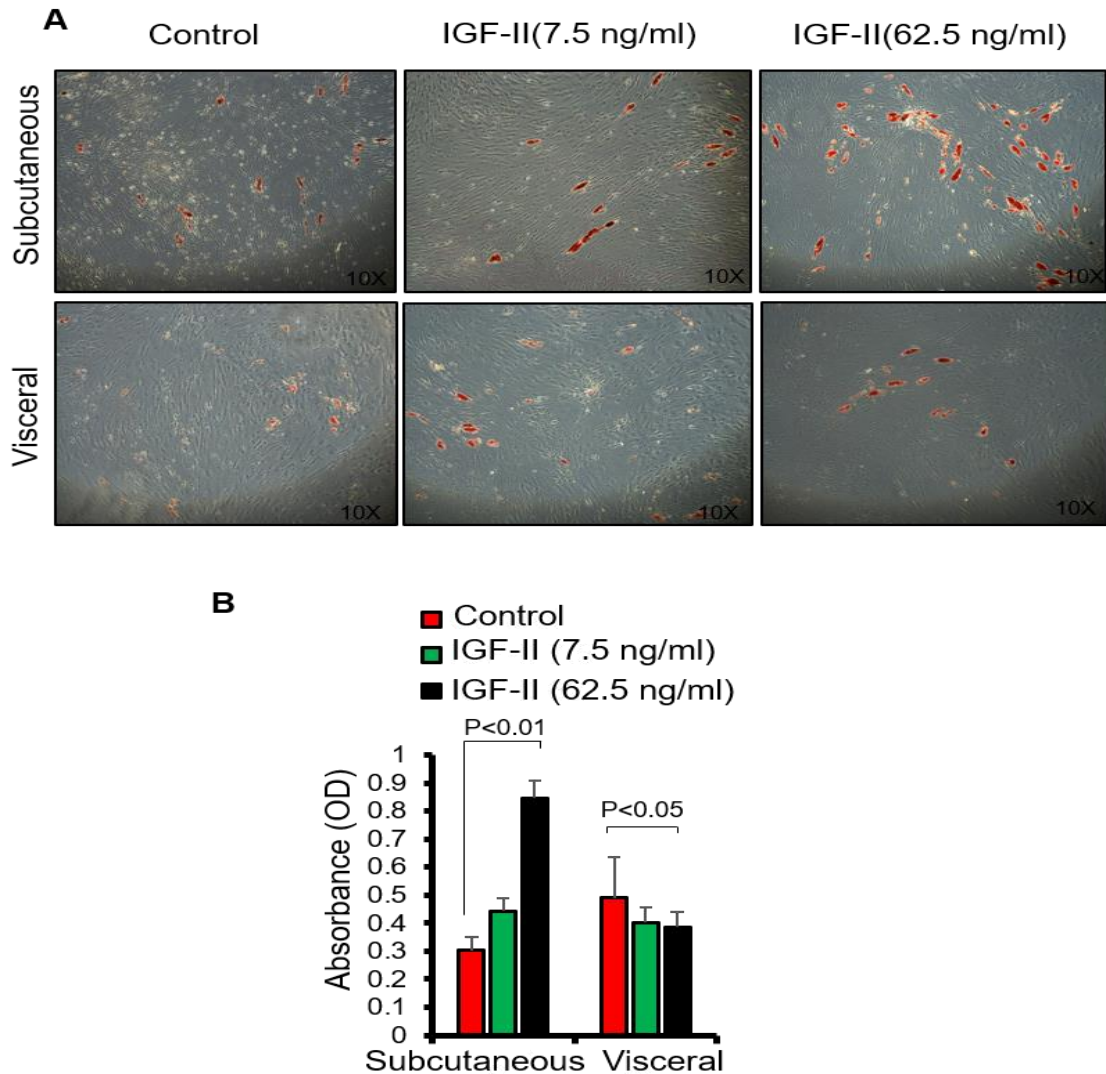 A
Control
IGF-II(7.5 ng/ml)
IGF-II(62.5 ng/ml)
Subcutaneous
10X
10X
10X
Visceral
10X
10X
10X
B
Control
IGF-II (7.5 ng/ml)
IGF-II (62.5 ng/ml)
P<0.01
P<0.05
Absorbance (OD)
1
0.9
0.8
0.7
0.6
0.5
0.4
0.3
0.2
0.1
0
Subcutaneous Visceral